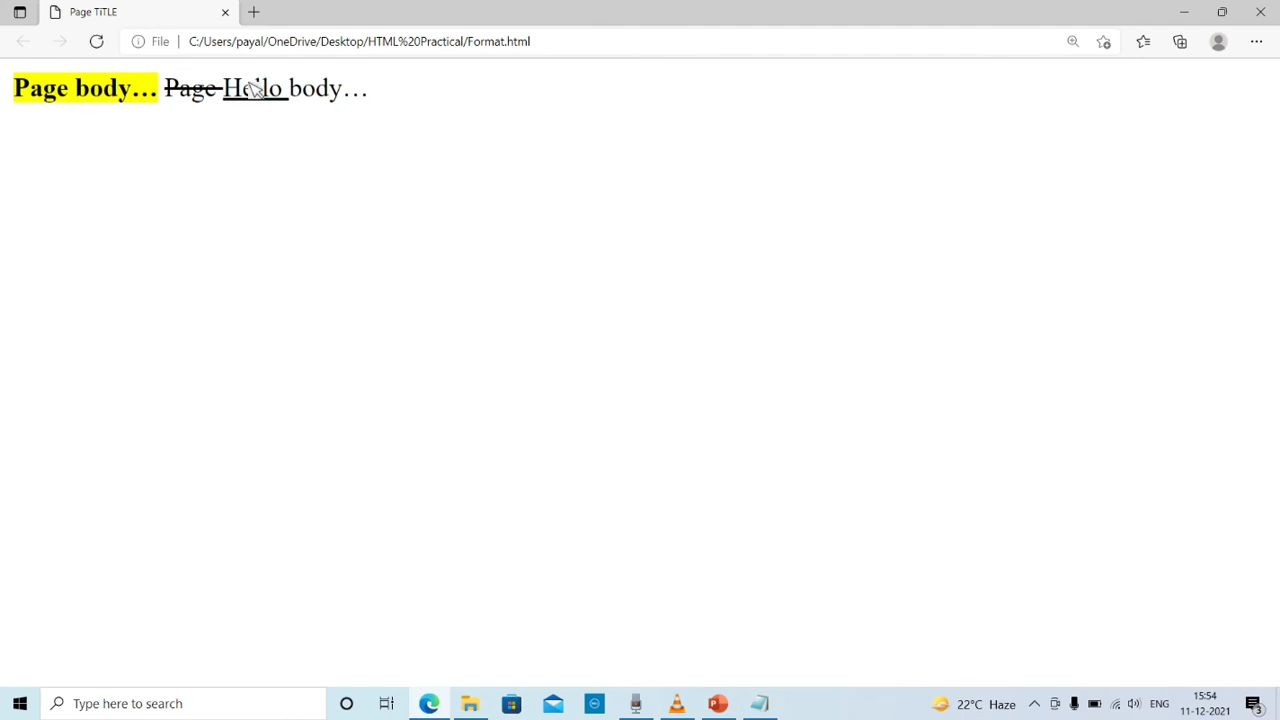 Page TiTLE
File
C:/Users/payal/OneDrive/Desktop/HTML%20Practical/Format.html
Page body… Page Hello body…
Type here to search
22°C Haze
ENG
15:54
11-12-2021
3